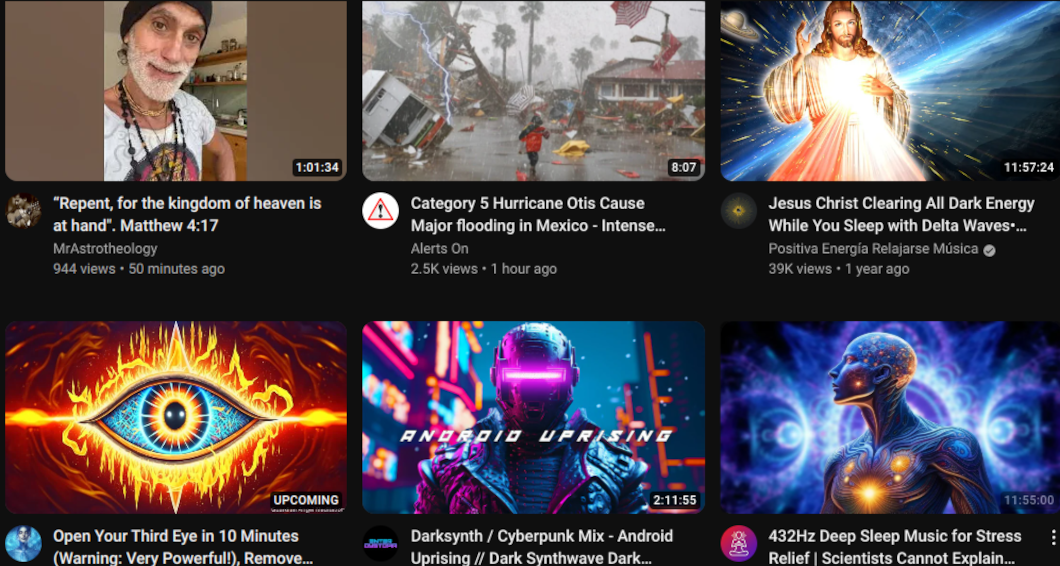 1:01:34
8:07
11:57:24
"Repent, for the kingdom of heaven is
at hand". Matthew 4:17
MrAstrotheology
944 views • 50 minutes ago
Category 5 Hurricane Otis Cause
Major flooding in Mexico - Intense...
Alerts On
2.5K views • 1 hour ago
Jesus Christ Clearing All Dark Energy
While You Sleep with Delta Waves•...
Positiva Energía Relajarse Música
39K views • 1 year ago
UPCOMING
ANDROID UPRISING
2:11:55
11:55:00
Open Your Third Eye in 10 Minutes
(Warning: Very Powerful!), Remove...
Darksynth / Cyberpunk Mix - Android
Uprising // Dark Synthwave Dark...
432Hz Deep Sleep Music for Stress
Relief | Scientists Cannot Explain...